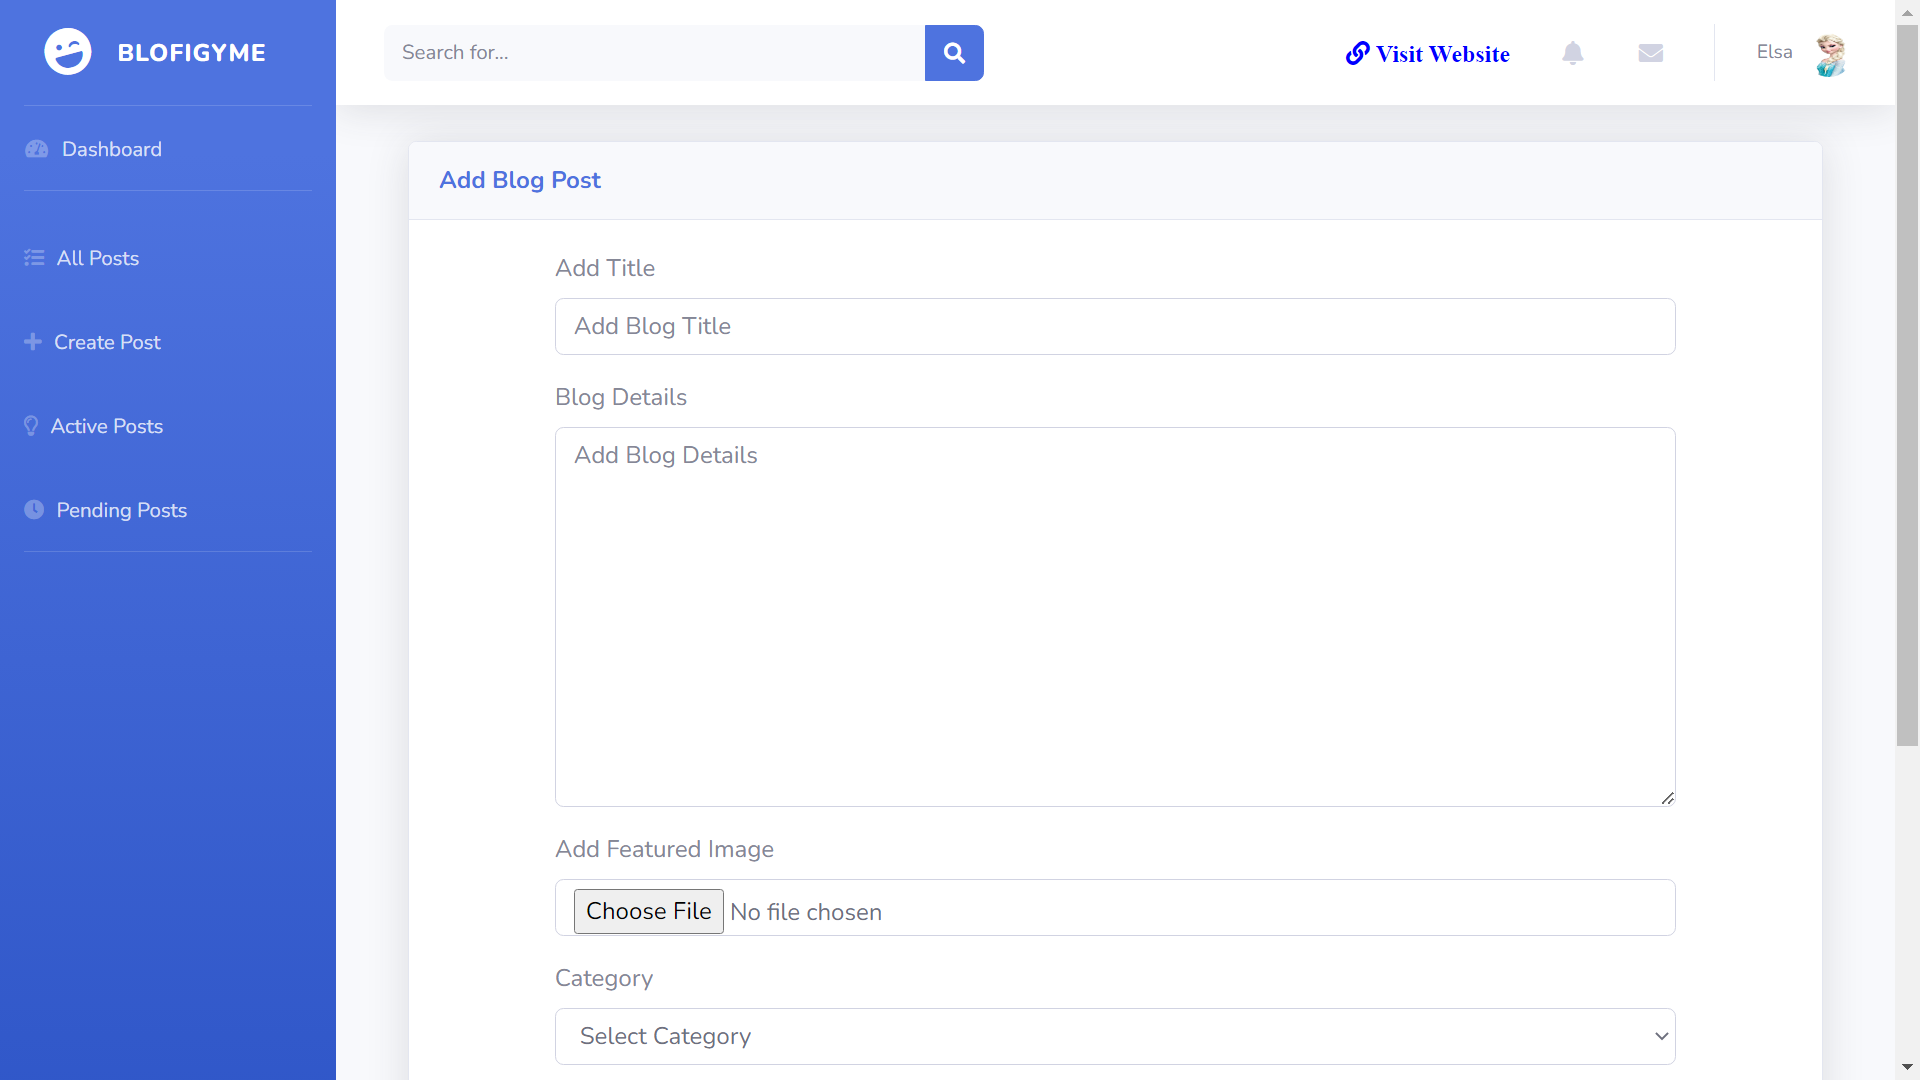 BLOFIGYME
Search for...
Visit Website
Elsa
Dashboard
All Posts
Create Post
Active Posts
Pending Posts
Add Blog Post
Add Title
Add Blog Title
Blog Details
Add Blog Details
Add Featured Image
Choose File No file chosen
Category
Select Category